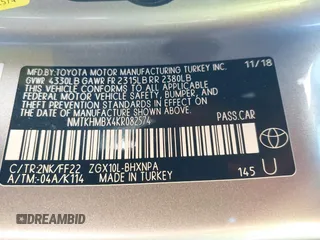 MFD BY:TOYOTA MOTOR MANUFACTURING TURKEY INC. 11/18
GVWR 4330LB GAWR FR 2315LB RR 2380LB
THIS VEHICLE CONFORMS TO ALL APPLICABLE
FEDERAL MOTOR VEHICLE SAFETY, BUMPER, AND
THEFT PREVENTION STANDARDS IN EFFECT ON
THE DATE OF MANUFACTURE SHOWN ABOVE.
NMTKHMBX4KR082574 PASS.CAR
C/TR:2NK/FF22 ZGX10L-BHXNPA
A/TM:-04A/K114 145 U
MADE IN TURKEY
DREAMBID